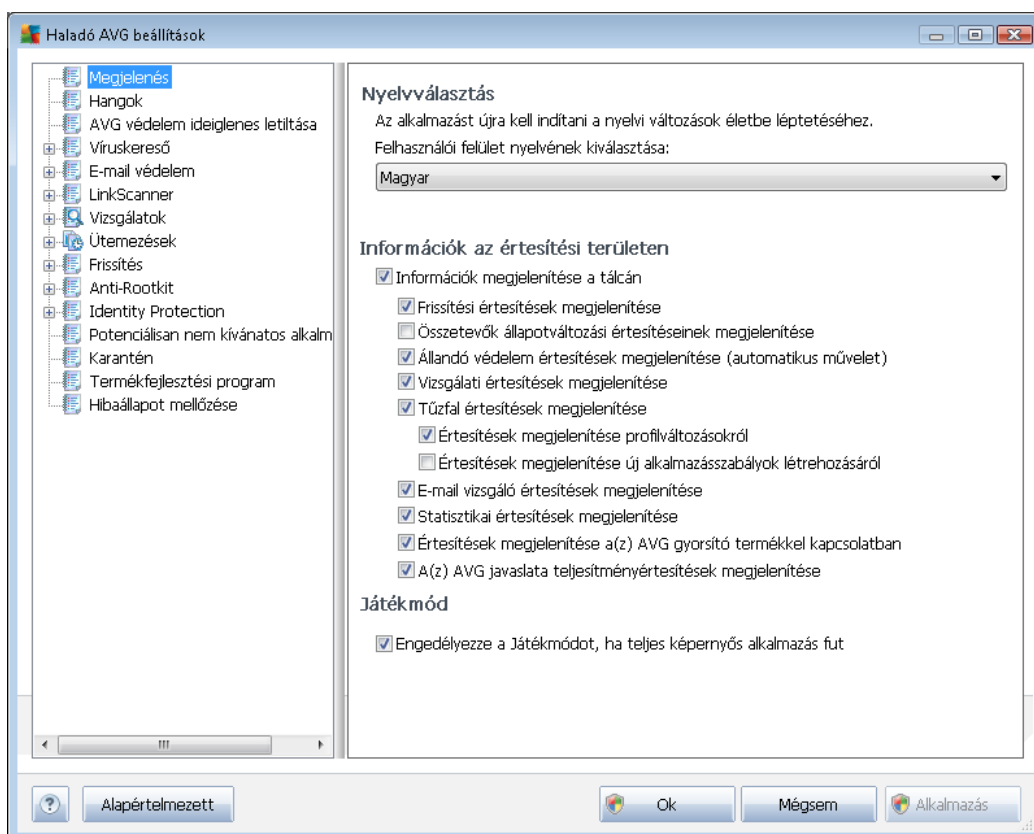 Haladó AVG beállítások
Megjelenés
Hangok
AVG védelem ideiglenes letiltása
Víruskereső
E-mail védelem
LinkScanner
Vizsgálatok
Ütemezések
Frissítés
Anti-Rootkit
Identity Protection
Potenciálisan nem kívánatos alkalm
Karantén
Termékfejlesztési program
Hibaállapot mellőzése
Nyelvválasztás
Az alkalmazást újra kell indítani a nyelvi változások életbe léptetéséhez.
Felhasználói felület nyelvének kiválasztása:
Magyar
Információk az értesítési területen
Információk megjelenítése a tálcán
Frissítési értesítések megjelenítése
Összetevők állapotváltozási értesítéseinek megjelenítése
Állandó védelem értesítések megjelenítése (automatikus művelet)
Vizsgálati értesítések megjelenítése
Tűzfal értesítések megjelenítése
Értesítések megjelenítése profilváltozásokról
Értesítések megjelenítése új alkalmazásszabályok létrehozásáról
E-mail vizsgáló értesítések megjelenítése
Statisztikai értesítések megjelenítése
Értesítések megjelenítése a(z) AVG gyorsító termékkel kapcsolatban
A(z) AVG javaslata teljesítményértesítések megjelenítése
Játékmód
Engedélyezze a Játékmódot, ha teljes képernyős alkalmazás fut
? Alapértelmezett Ok Mégsem Alkalmazás